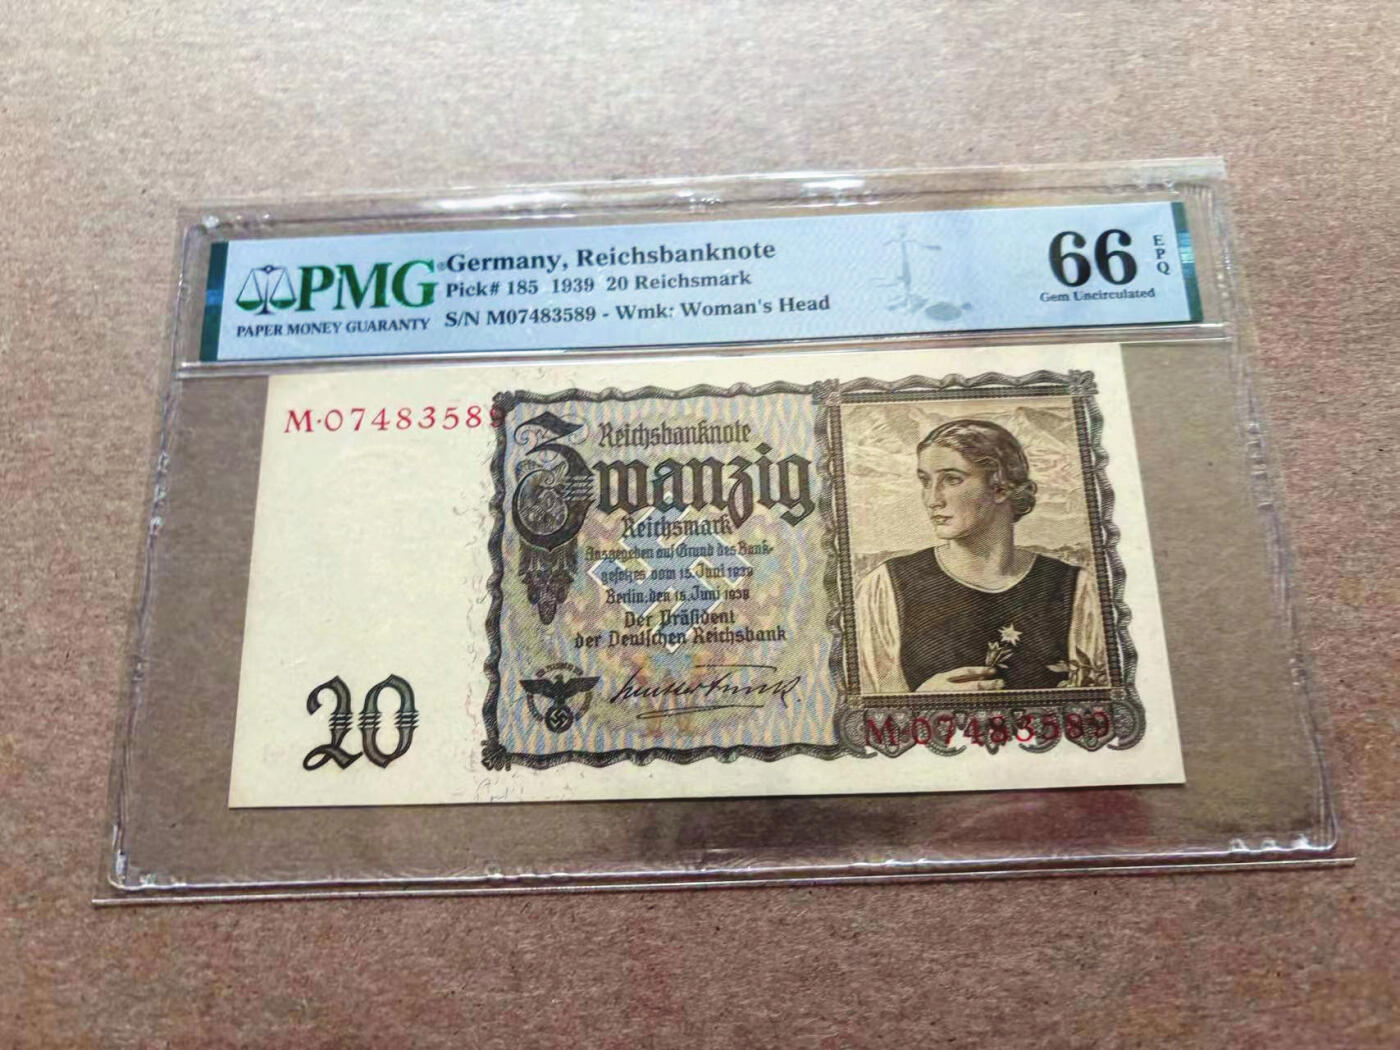 PMG
PAPER MONEY GUARANTY
Germany, Reichsbanknote
Pick# 185 1939 20 Reichsmark
S/N M07483589 - Wmk: Woman's Head
66
EPQ
Gem Uncirculated
M·07483589
Reichsbanknote
Zwanzig
Reichsmark
Ausgegeben auf Grund des Bank-
gesetzes vom 15. Juni 1939
Berlin, den 16. Juni 1939
Der Präsident
der Deutschen Reichsbank
20
M·07483589